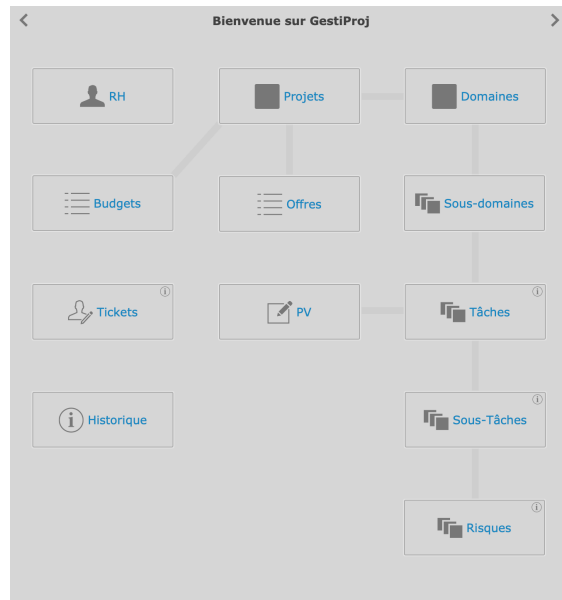 Bienvenue sur GestiProj
RH
Projets
Domaines
Budgets
Offres
Sous-domaines
Tickets
PV
Tâches
Historique
Sous-Tâches
Risques